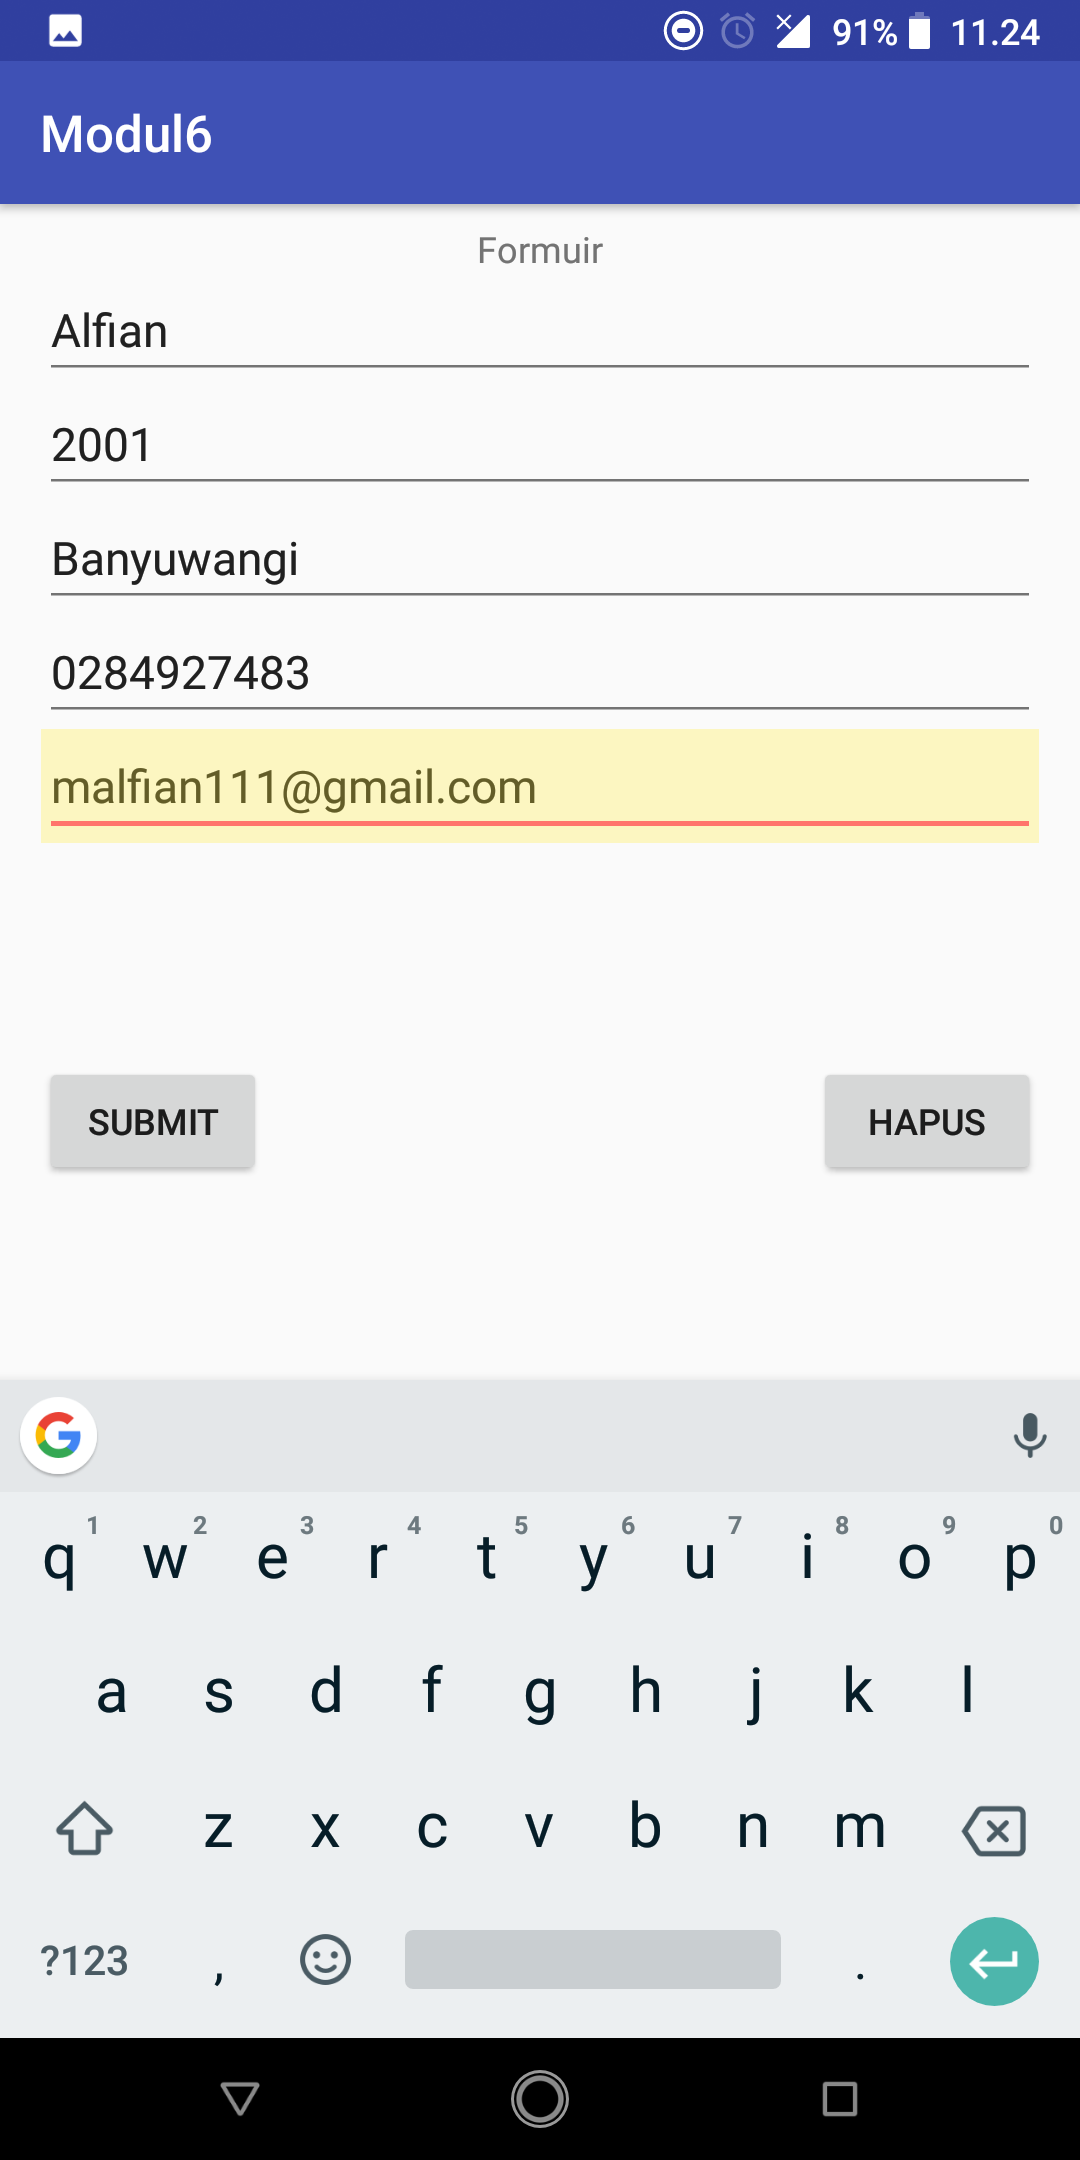 91% 11.24
Modul6
Formuir
Alfian
2001
Banyuwangi
0284927483
malfian111@gmail.com
SUBMIT HAPUS
G
1 2 3 4 5 6 7 8 9 0
q w e r t y u i o p
a s d f g h j k l
z x c v b n m
?123 , .